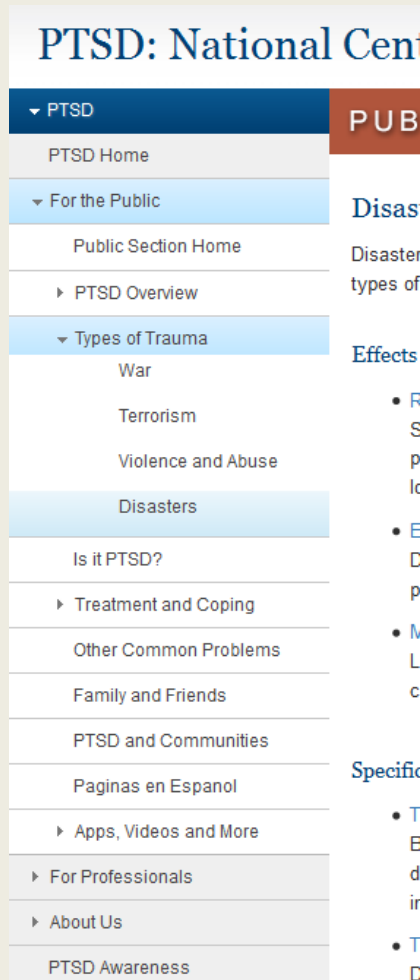 PTSD: National Cent
PTSD
PTSD Home
For the Public
Public Section Home
PTSD Overview
Types of Trauma
War
Terrorism
Violence and Abuse
Disasters
Is it PTSD?
Treatment and Coping
Other Common Problems
Family and Friends
PTSD and Communities
Paginas en Espanol
Apps, Videos and More
For Professionals
About Us
PTSD Awareness
PUB
Disas
Disaster
types of
Effects
R
S
p
lo
E
D
p
M
L
c
Specific
T
E
d
in
T